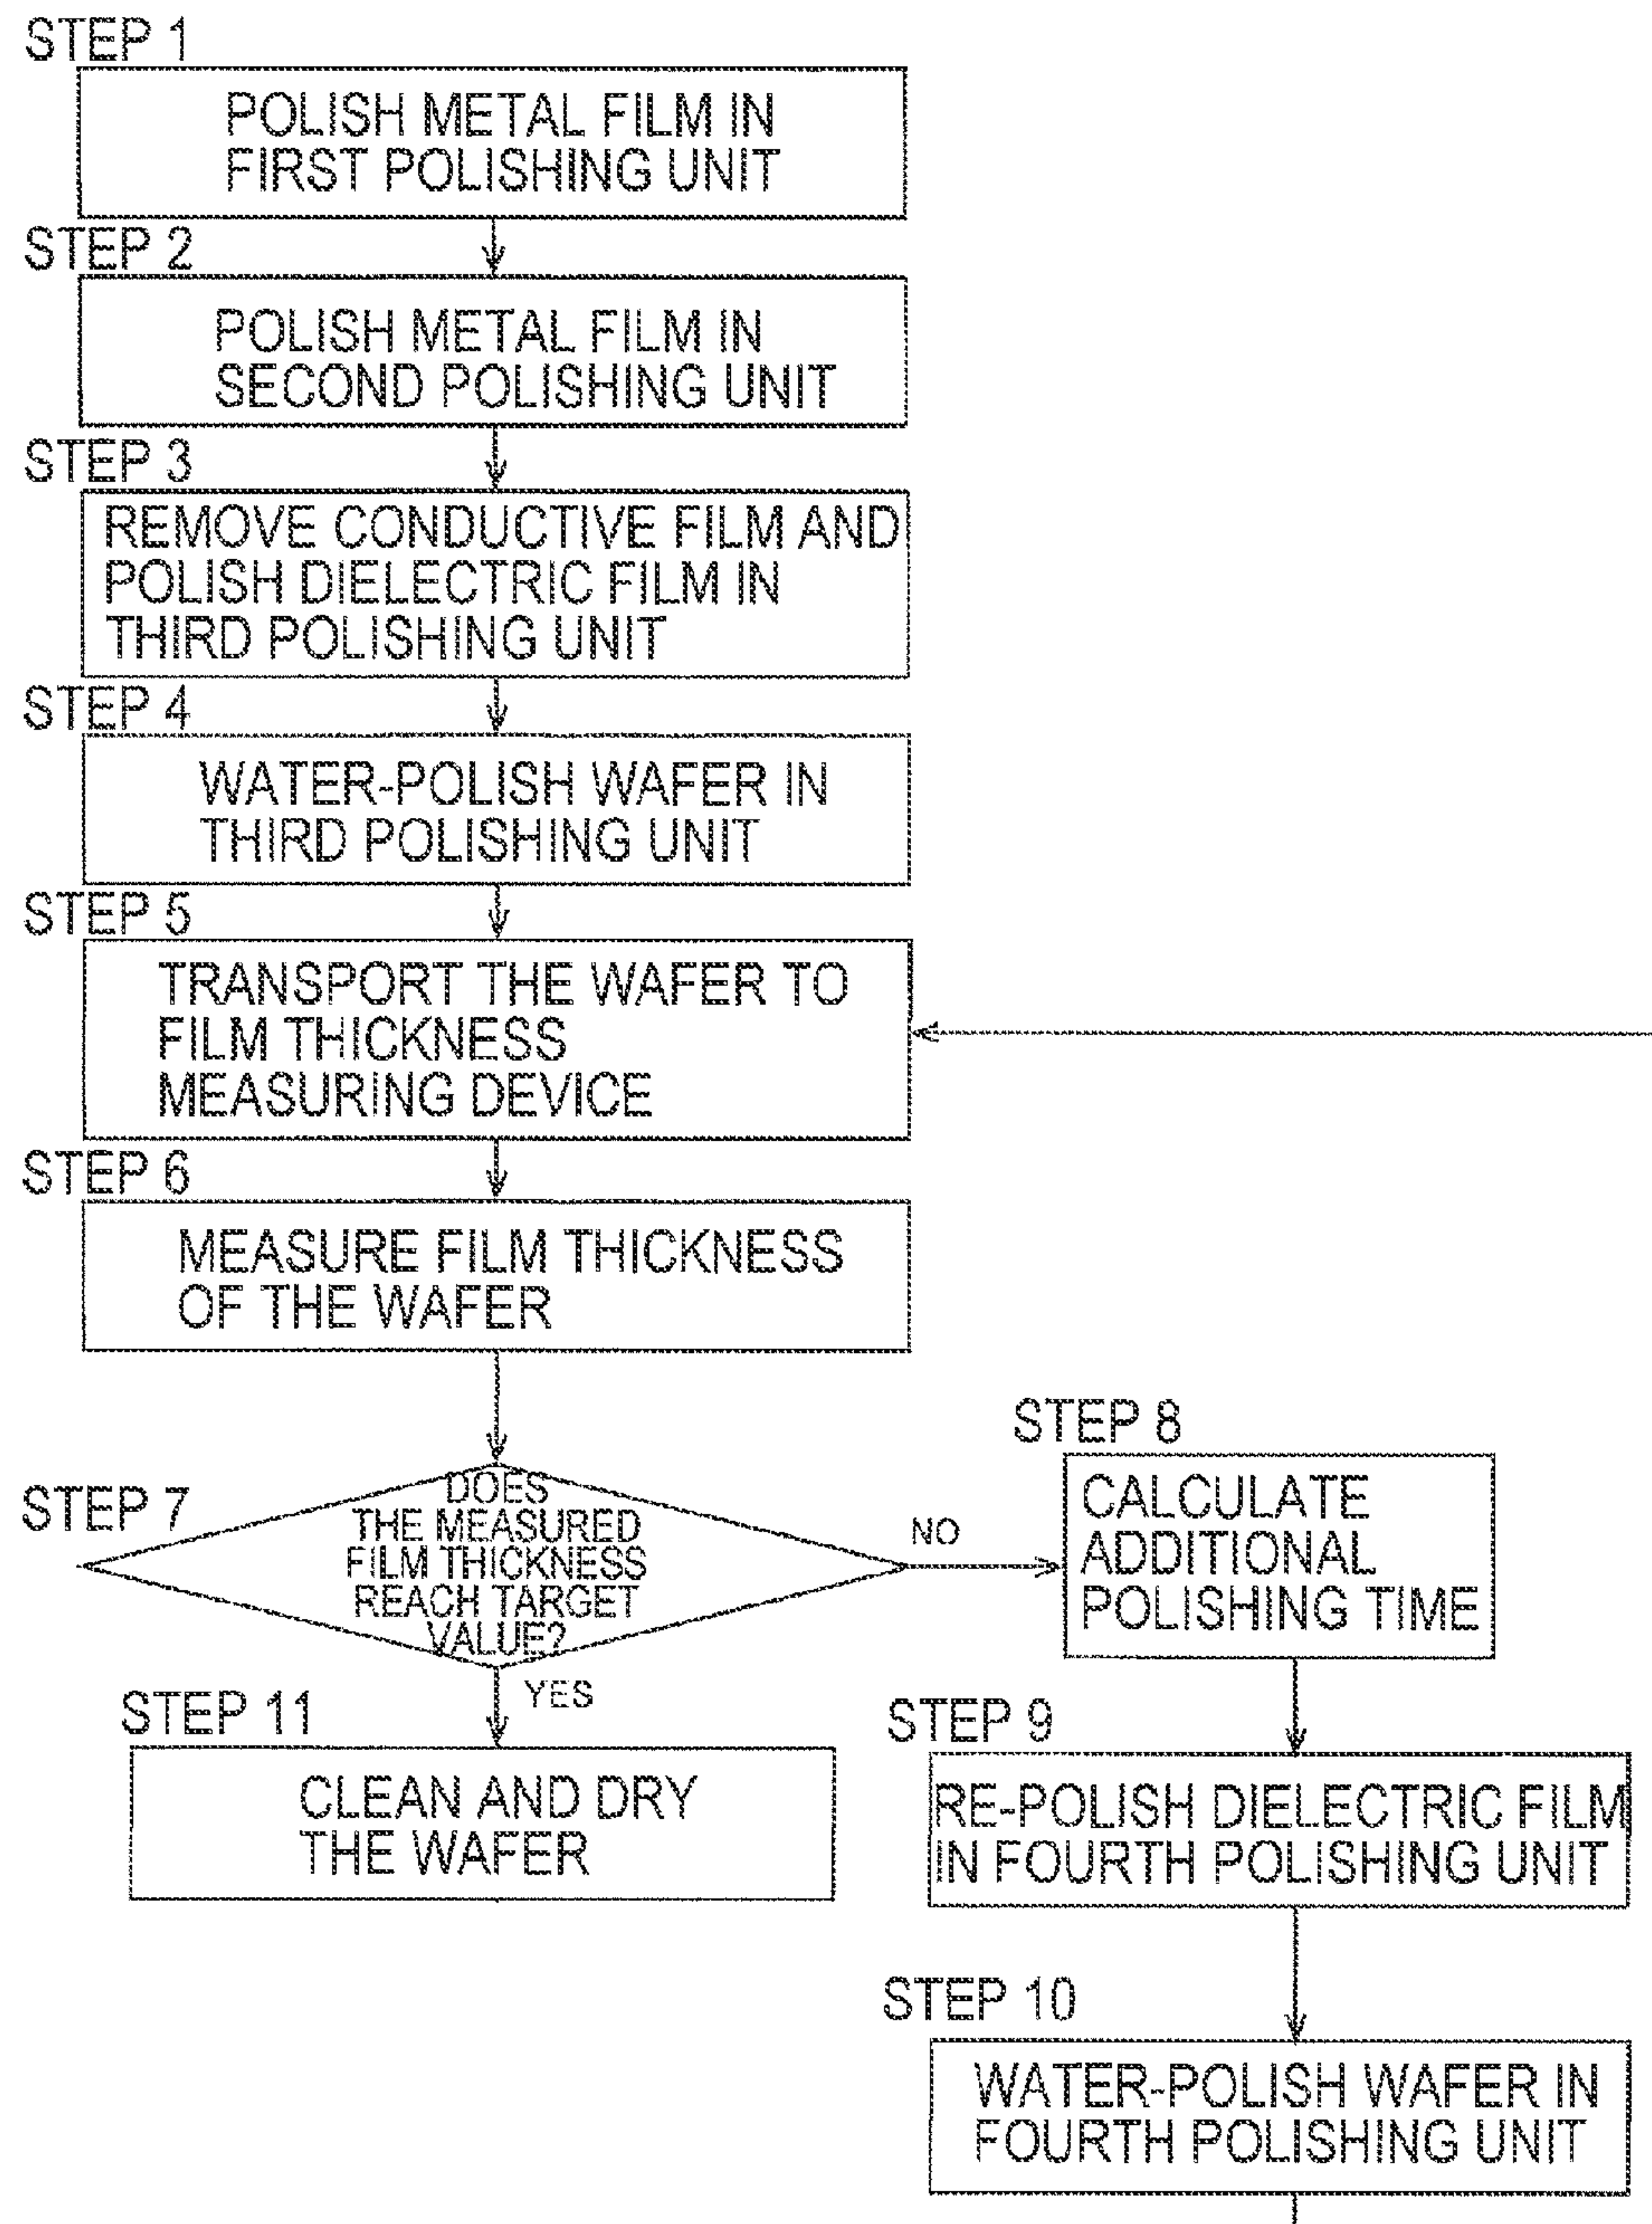 STEP 1
POLISH METAL FILM IN
FIRST POLISHING UNIT
STEP 2
POLISH METAL FILM IN
SECOND POLISHING UNIT
STEP 3
REMOVE CONDUCTIVE FILM AND
POLISH DIELECTRIC FILM IN
THIRD POLISHING UNIT
STEP 4
WATER-POLISH WAFER IN
THIRD POLISHING UNIT
STEP 5
TRANSPORT THE WAFER TO
FILM THICKNESS
MEASURING DEVICE
STEP 6
MEASURE FILM THICKNESS
OF THE WAFER
STEP 7
DOES
THE MEASURED
FILM THICKNESS
REACH TARGET
VALUE?
NO
YES
STEP 8
CALCULATE
ADDITIONAL
POLISHING TIME
STEP 9
RE-POLISH DIELECTRIC FILM
IN FOURTH POLISHING UNIT
STEP 10
WATER-POLISH WAFER IN
FOURTH POLISHING UNIT
STEP 11
CLEAN AND DRY
THE WAFER